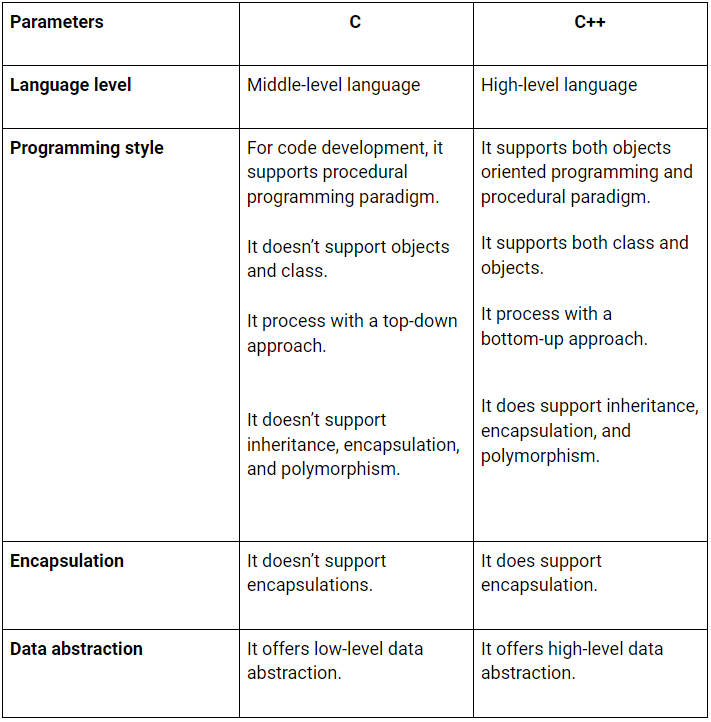 Parameters
C
C++
Language level
Middle-level language
High-level language
Programming style
For code development, it
supports procedural
programming paradigm.
It doesn’t support objects
and class.
It process with a top-down
approach.
It doesn’t support
inheritance, encapsulation,
and polymorphism.
It supports both objects
oriented programming and
procedural paradigm.
It supports both class and
objects.
It process with a
bottom-up approach.
It does support inheritance,
encapsulation, and
polymorphism.
Encapsulation
It doesn’t support
encapsulations.
It does support
encapsulation.
Data abstraction
It offers low-level data
abstraction.
It offers high-level data
abstraction.